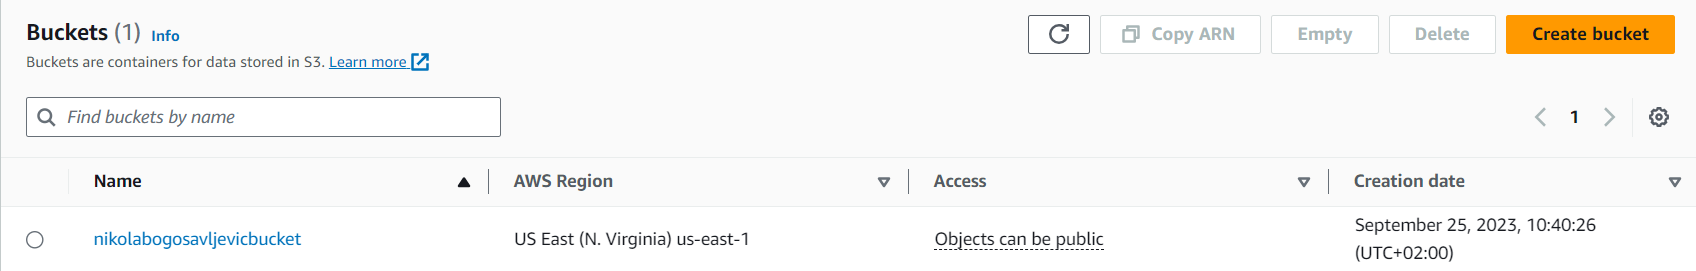 Buckets (1) Info
Copy ARN Empty Delete Create bucket
Buckets are containers for data stored in S3. Learn more
Find buckets by name
1
Name AWS Region Access Creation date
nikolabogosavljevicbucket US East (N. Virginia) us-east-1 Objects can be public September 25, 2023, 10:40:26
(UTC+02:00)